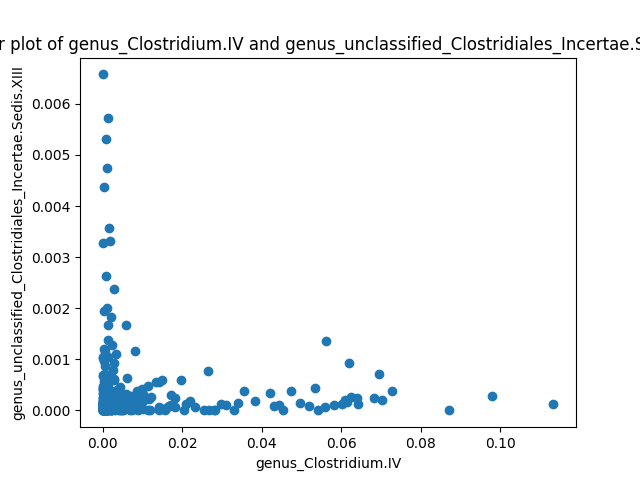 r plot of genus_Clostridium.IV and genus_unclassified_Clostridiales_Incertae.S
genus_unclassified_Clostridiales_Incertae.Sedis.XIII
0.006
0.005
0.004
0.003
0.002
0.001
0.000
0.00 0.02 0.04 0.06 0.08 0.10
genus_Clostridium.IV